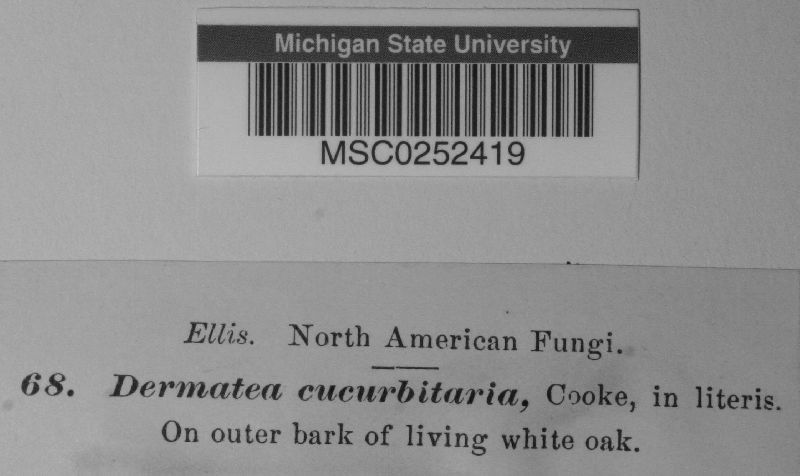 Michigan State University
MSC0252419
Ellis. North American Fungi.
68. Dermatea cucurbitaria, Cooke, in literis.
On outer bark of living white oak.